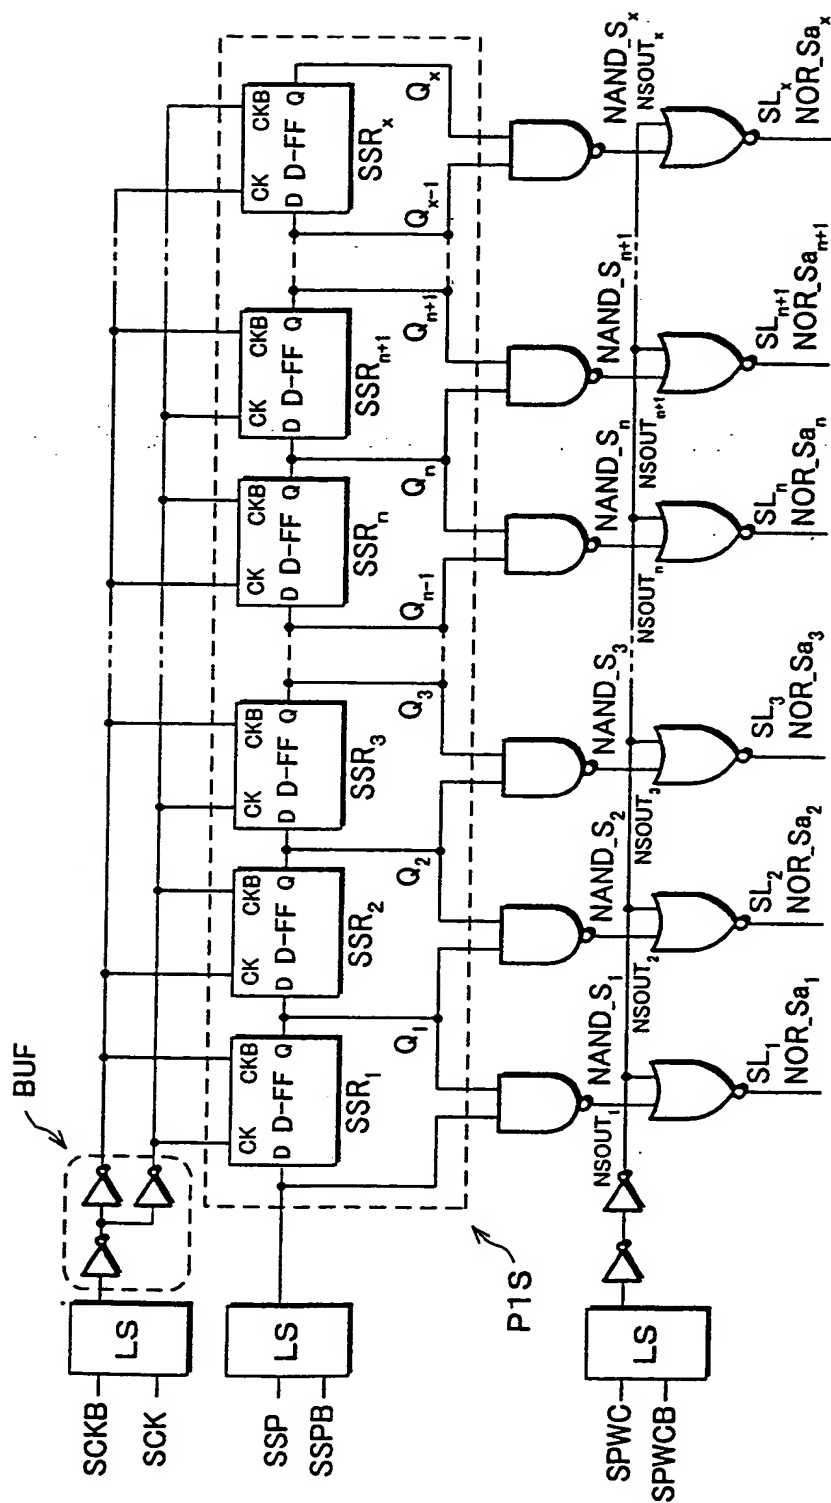 BUF
SCKB
SCK
LS
SSP
SSPB
LS
P1S
SPWC
SPWCB
LS
CK CKB
D D-FF Q
SSR1
CK CKB
D D-FF Q
SSR2
CK CKB
D D-FF Q
SSR3
CK CKB
D D-FF Q
SSRn
CK CKB
D D-FF Q
SSRn+1
CK CKB
D D-FF Q
SSRx
Q1
Q2
Q3
Qn-1
Qn
Qn+1
Qx-1
Qx
NAND_S1
NAND_S2
NAND_S3
NAND_Sn
NAND_Sn+1
NAND_Sx
NSOUT1
NSOUT2
NSOUT3
NSOUTn
NSOUTn+1
NSOUTx
SL1
NOR_Sa1
SL2
NOR_Sa2
SL3
NOR_Sa3
SLn
NOR_San
SLn+1
NOR_San+1
SLx
NOR_Sax